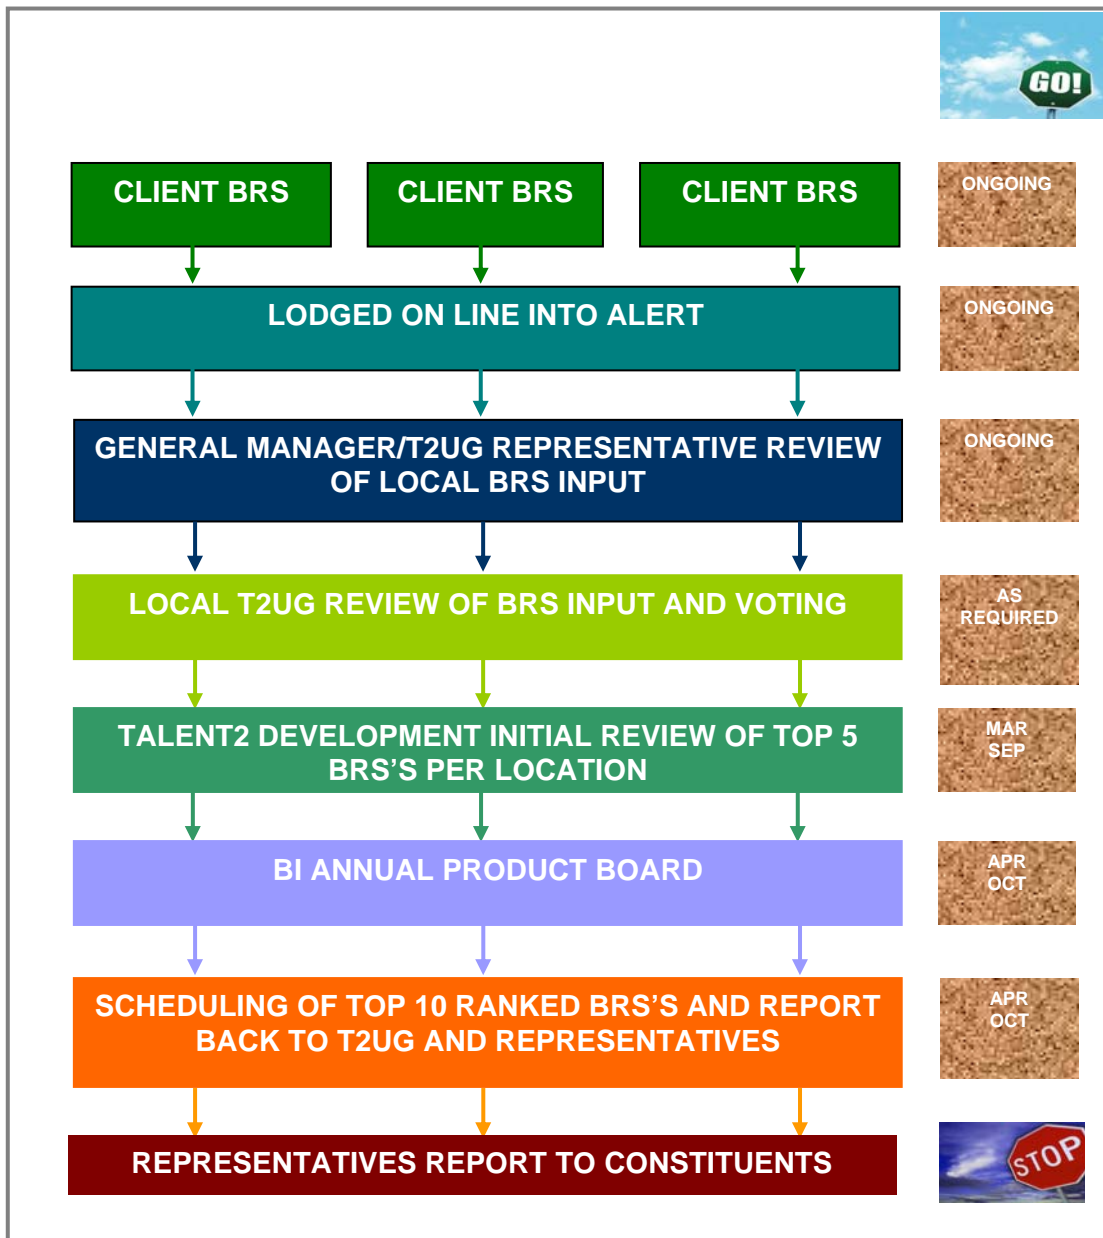 GO!
CLIENT BRS
CLIENT BRS
CLIENT BRS
ONGOING
LODGED ON LINE INTO ALERT
ONGOING
GENERAL MANAGER/T2UG REPRESENTATIVE REVIEW
OF LOCAL BRS INPUT
ONGOING
LOCAL T2UG REVIEW OF BRS INPUT AND VOTING
AS
REQUIRED
TALENT2 DEVELOPMENT INITIAL REVIEW OF TOP 5
BRS’S PER LOCATION
MAR
SEP
BI ANNUAL PRODUCT BOARD
APR
OCT
SCHEDULING OF TOP 10 RANKED BRS’S AND REPORT
BACK TO T2UG AND REPRESENTATIVES
APR
OCT
REPRESENTATIVES REPORT TO CONSTITUENTS
STOP